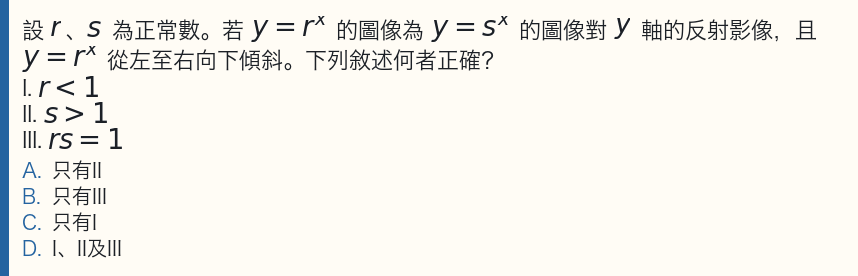 設 r、s 為正常數。若 y = r^x 的圖像為 y = s^x 的圖像對 y 軸的反射影像，且
y = r^x 從左至右向下傾斜。下列敘述何者正確?
I. r < 1
II. s > 1
III. rs = 1
A. 只有II
B. 只有III
C. 只有I
D. I、II及III